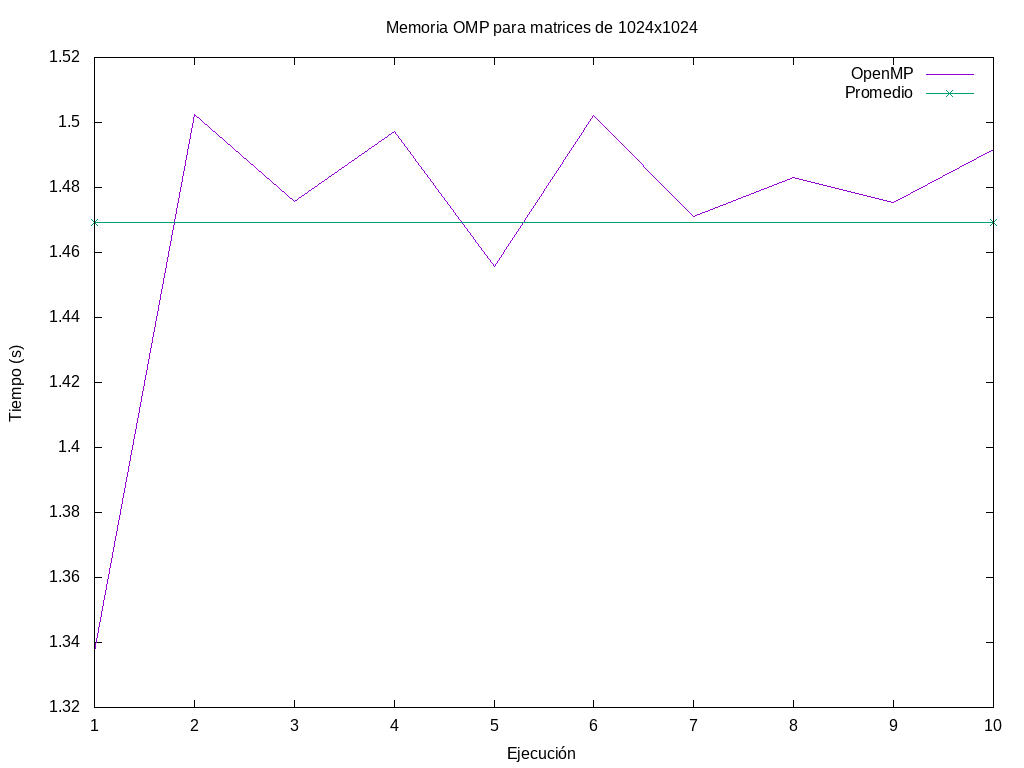 Memoria OMP para matrices de 1024x1024
OpenMP
Promedio
1.52
1.5
1.48
1.46
1.44
1.42
1.4
1.38
1.36
1.34
1.32
Tiempo (s)
1 2 3 4 5 6 7 8 9 10
Ejecución